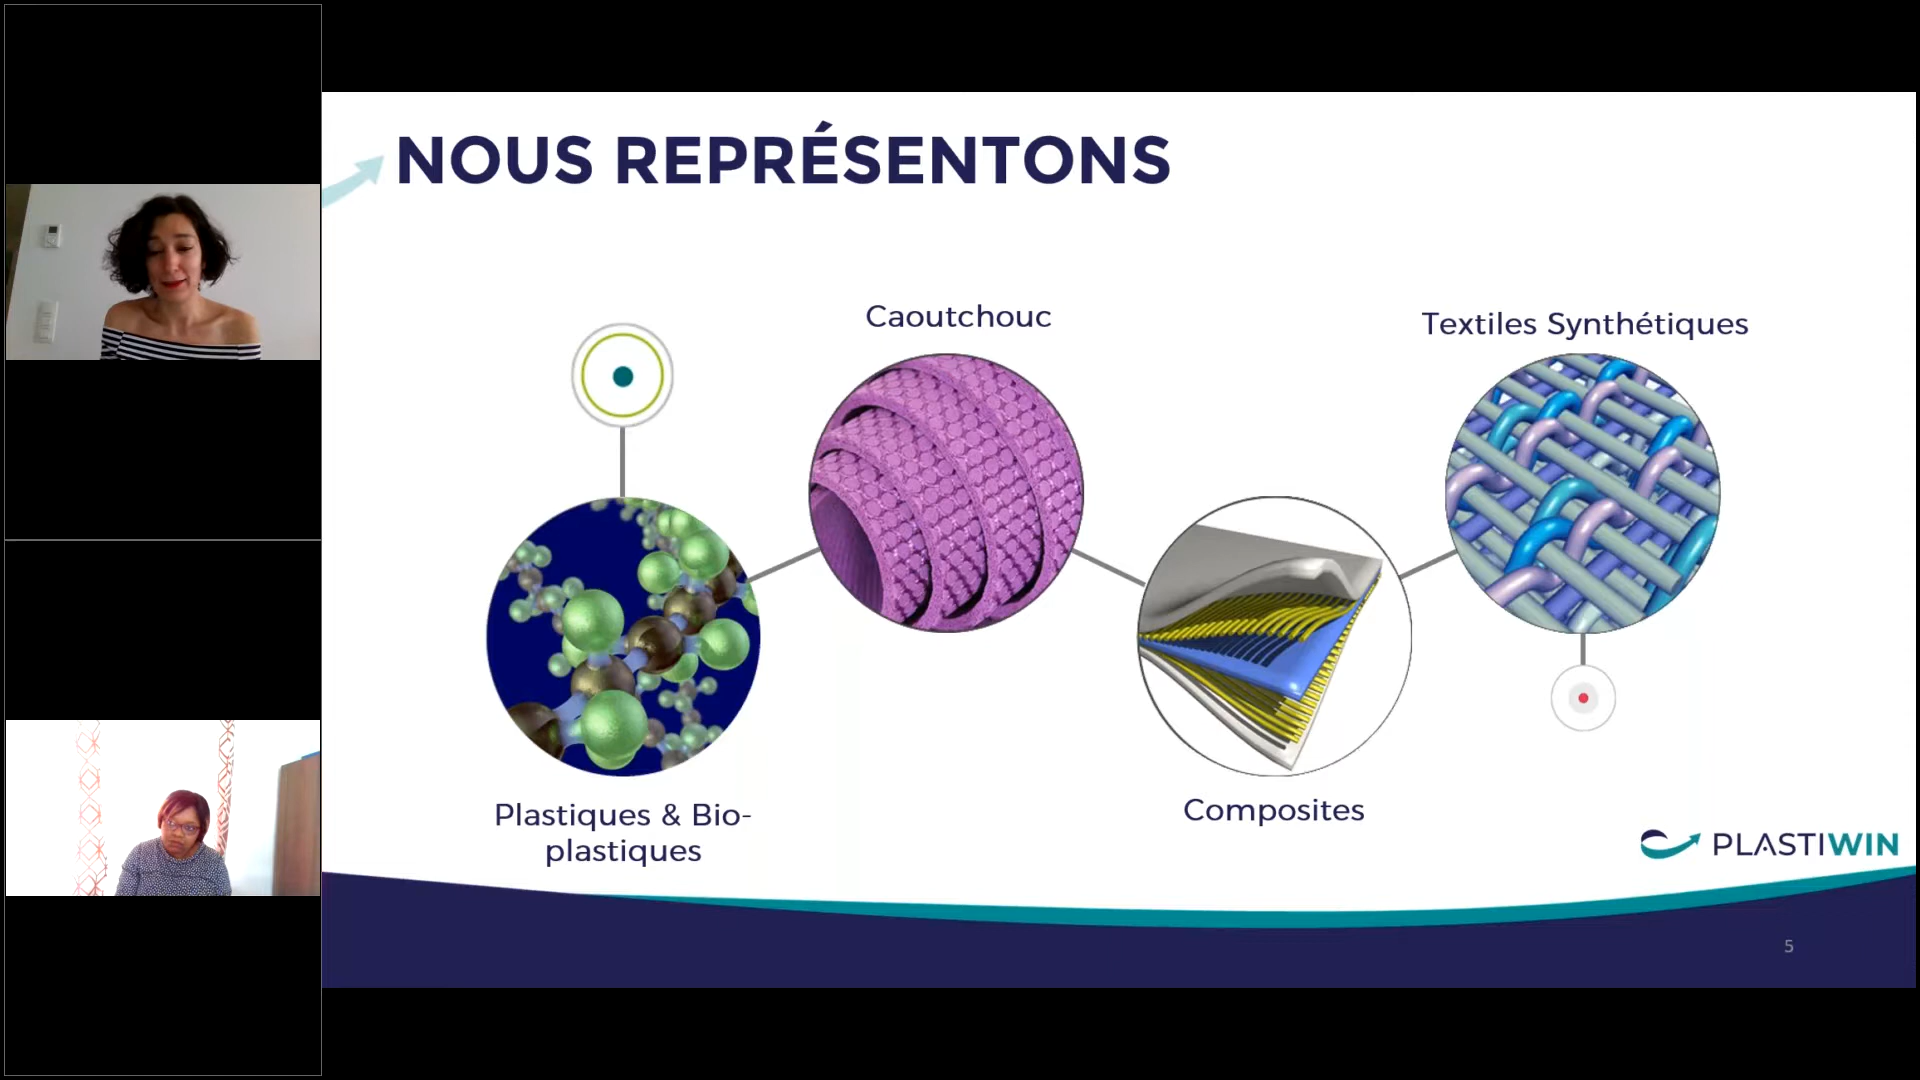 NOUS REPRÉSENTONS
Caoutchouc
Textiles Synthétiques
Plastiques & Bio-
plastiques
Composites
PLASTIWIN
5